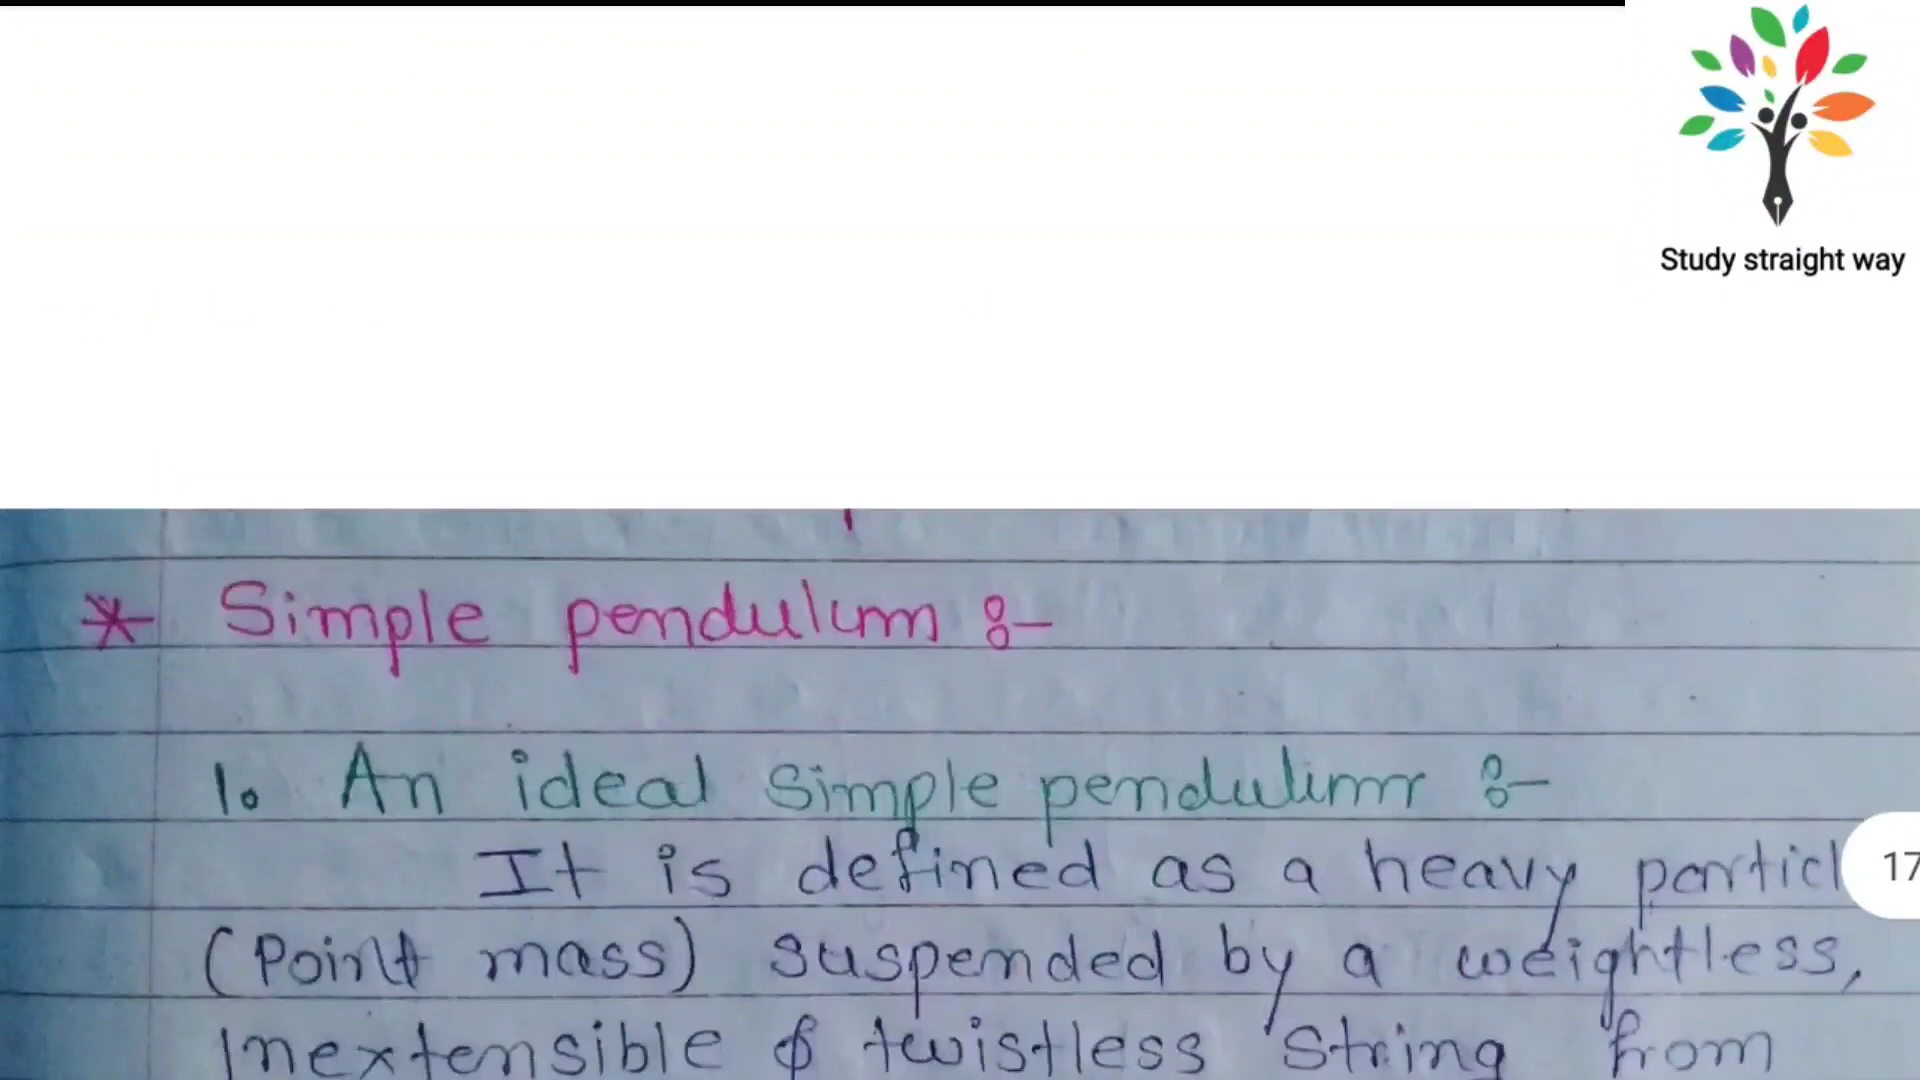 Study straight way
* Simple pendulum :-
1. An ideal simple pendulum :-
It is defined as a heavy particl
17
(Point mass) suspended by a weightless,
Inextensible & twistless string from